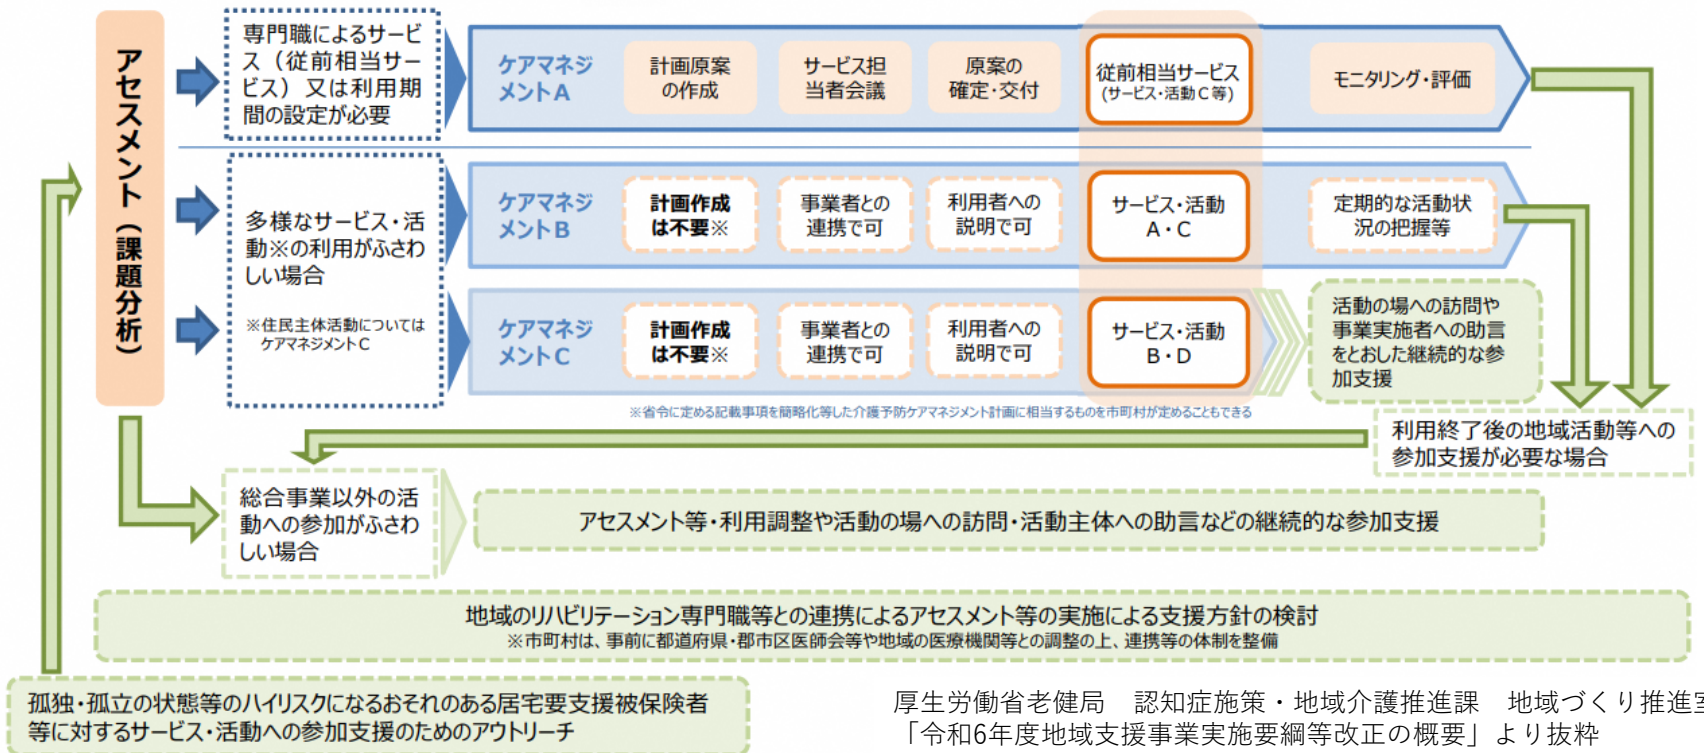 アセスメント（課題分析）
専門職によるサービ
ス（従前相当サー
ビス）又は利用期
間の設定が必要
ケアマネジ
メントA
計画原案
の作成
サービス担
当者会議
原案の
確定・交付
従前相当サービス
(サービス・活動C等)
モニタリング・評価
多様なサービス・活
動※の利用がふさわ
しい場合
※住民主体活動については
ケアマネジメントC
ケアマネジ
メントB
計画作成
は不要※
事業者との
連携で可
利用者への
説明で可
サービス・活動
A・C
定期的な活動状
況の把握等
ケアマネジ
メントC
計画作成
は不要※
事業者との
連携で可
利用者への
説明で可
サービス・活動
B・D
活動の場への訪問や
事業実施者への助言
をとおした継続的な参
加支援
※省令に定める記載事項を簡略化等した介護予防ケアマネジメント計画に相当するものを市町村が定めることもできる
利用終了後の地域活動等への
参加支援が必要な場合
総合事業以外の活
動への参加がふさわ
しい場合
アセスメント等・利用調整や活動の場への訪問・活動主体への助言などの継続的な参加支援
地域のリハビリテーション専門職等との連携によるアセスメント等の実施による支援方針の検討
※市町村は、事前に都道府県・郡市区医師会等や地域の医療機関等との調整の上、連携等の体制を整備
孤独・孤立の状態等のハイリスクになるおそれのある居宅要支援被保険者
等に対するサービス・活動への参加支援のためのアウトリーチ
厚生労働省老健局　認知症施策・地域介護推進課　地域づくり推進室
「令和6年度地域支援事業実施要綱等改正の概要」より抜粋